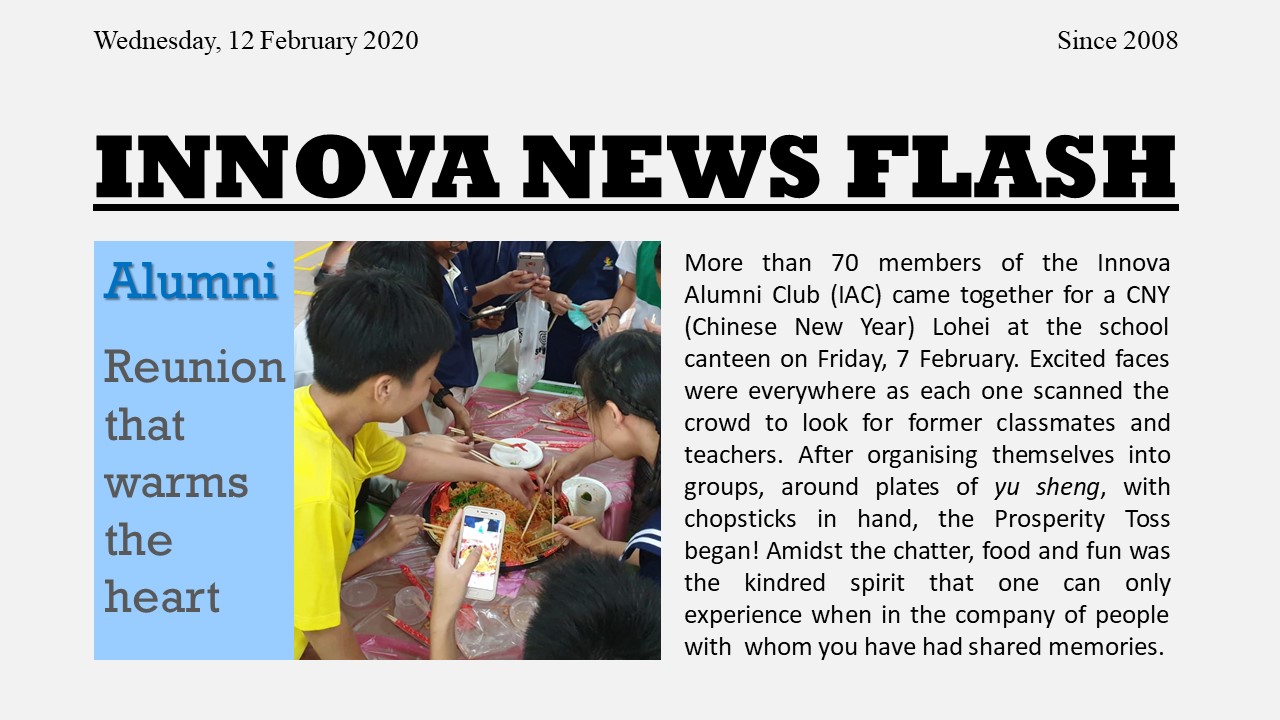 Wednesday, 12 February 2020
Since 2008
INNOVA NEWS FLASH
Alumni
Reunion
that
warms
the
heart
More than 70 members of the Innova
Alumni Club (IAC) came together for a CNY
(Chinese New Year) Lohei at the school
canteen on Friday, 7 February. Excited faces
were everywhere as each one scanned the
crowd to look for former classmates and
teachers. After organising themselves into
groups, around plates of yu sheng, with
chopsticks in hand, the Prosperity Toss
began! Amidst the chatter, food and fun was
the kindred spirit that one can only
experience when in the company of people
with  whom you have had shared memories.